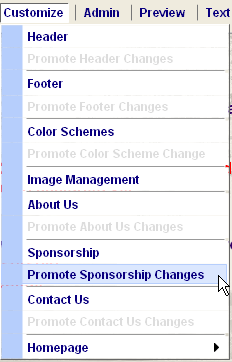 Customize Admin Preview Text
Header
Promote Header Changes
Footer
Promote Footer Changes
Color Schemes
Promote Color Scheme Change
Image Management
About Us
Promote About Us Changes
Sponsorship
Promote Sponsorship Changes
Contact Us
Promote Contact Us Changes
Homepage